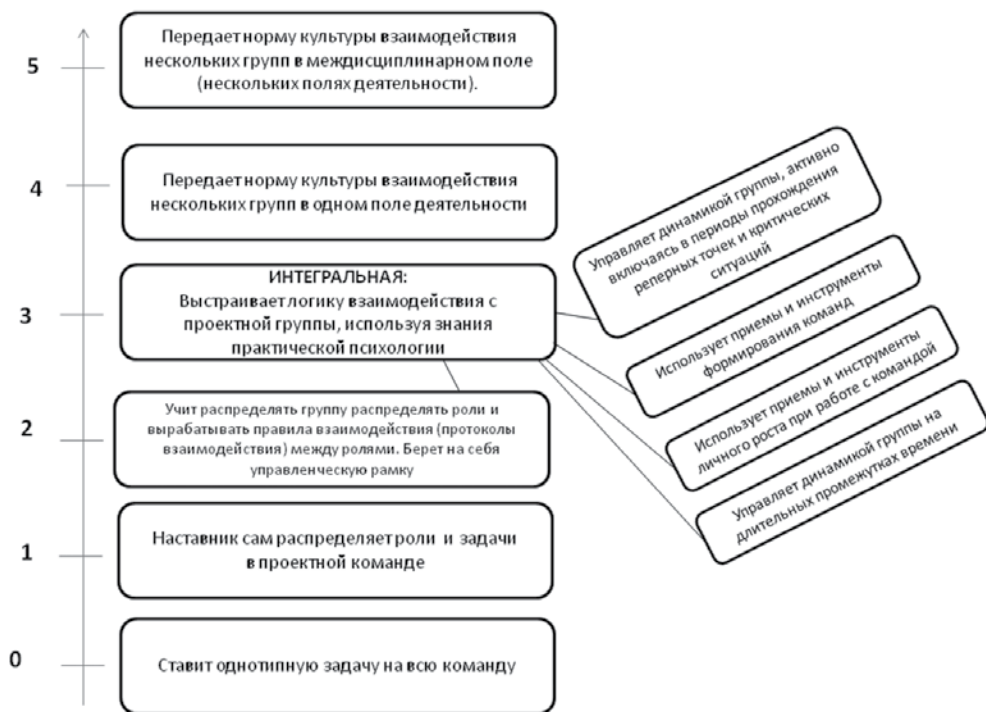 5
Передает норму культуры взаимодействия
нескольких групп в междисциплинарном поле
(нескольких полях деятельности).
4
Передает норму культуры взаимодействия
нескольких групп в одном поле деятельности
3
ИНТЕГРАЛЬНАЯ:
Выстраивает логику взаимодействия с
проектной группы, используя знания
практической психологии
Управляет динамикой группы, активно
включаясь в периоды прохождения
реперных точек и критических
ситуаций
Использует приемы и инструменты
формирования команд
Использует приемы и инструменты
личного роста при работе с командой
Управляет динамикой группы на
длительных промежутках времени
2
Учит распределять группу распределять роли и
вырабатывать правила взаимодействия (протоколы
взаимодействия) между ролями. Берет на себя
управленческую рамку
1
Наставник сам распределяет роли и задачи
в проектной команде
0
Ставит однотипную задачу на всю команду